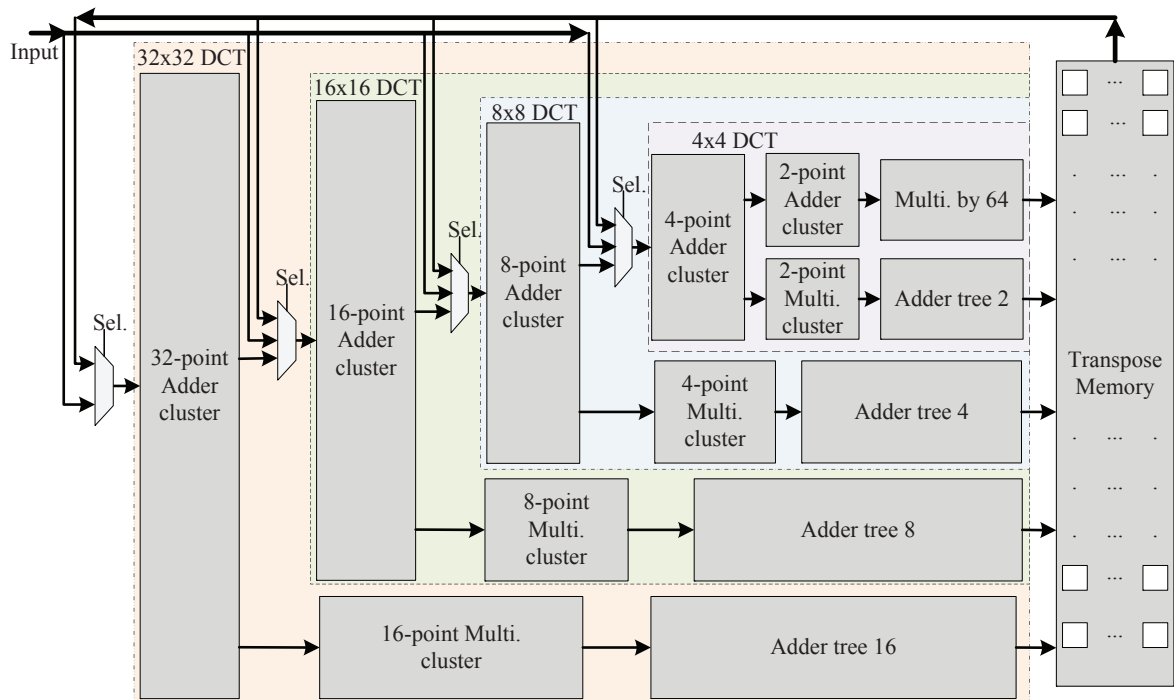 Input
32x32 DCT
16x16 DCT
8x8 DCT
4x4 DCT
Sel.
32-point
Adder
cluster
Sel.
16-point
Adder
cluster
Sel.
8-point
Adder
cluster
Sel.
4-point
Adder
cluster
2-point
Adder
cluster
Multi. by 64
2-point
Multi.
cluster
Adder tree 2
4-point
Multi.
cluster
Adder tree 4
8-point
Multi.
cluster
Adder tree 8
16-point Multi.
cluster
Adder tree 16
...
...
. ... .
. ... .
. ... .
Transpose
Memory
. ... .
. ... .
. ... .
...
...